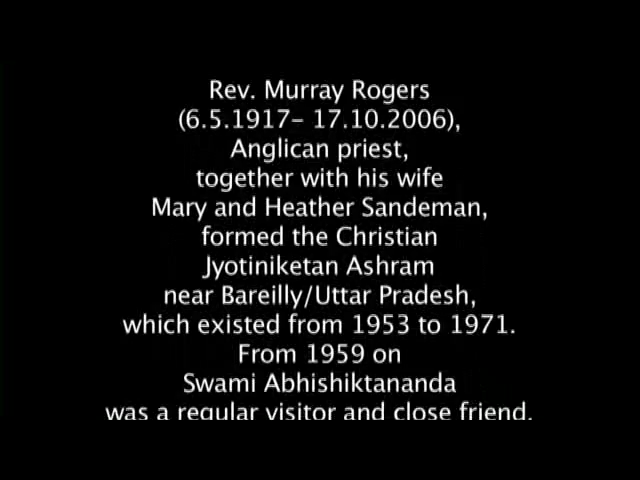 Rev. Murray Rogers
(6.5.1917- 17.10.2006),
Anglican priest,
together with his wife
Mary and Heather Sandeman,
formed the Christian
Jyotiniketan Ashram
near Bareilly/Uttar Pradesh,
which existed from 1953 to 1971.
From 1959 on
Swami Abhishiktananda
was a regular visitor and close friend.